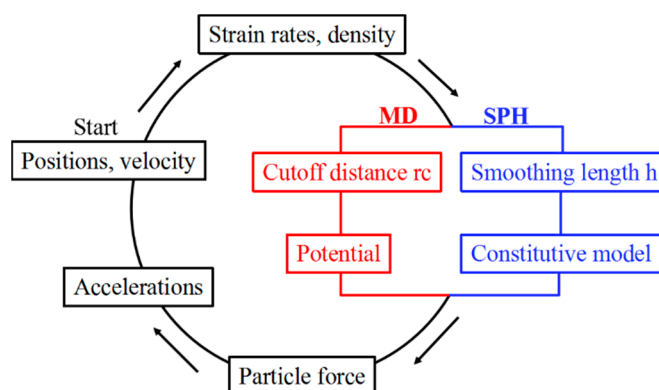 Strain rates, density
MD
SPH
Start
Positions, velocity
Cutoff distance rc
Smoothing length h
Potential
Constitutive model
Accelerations
Particle force